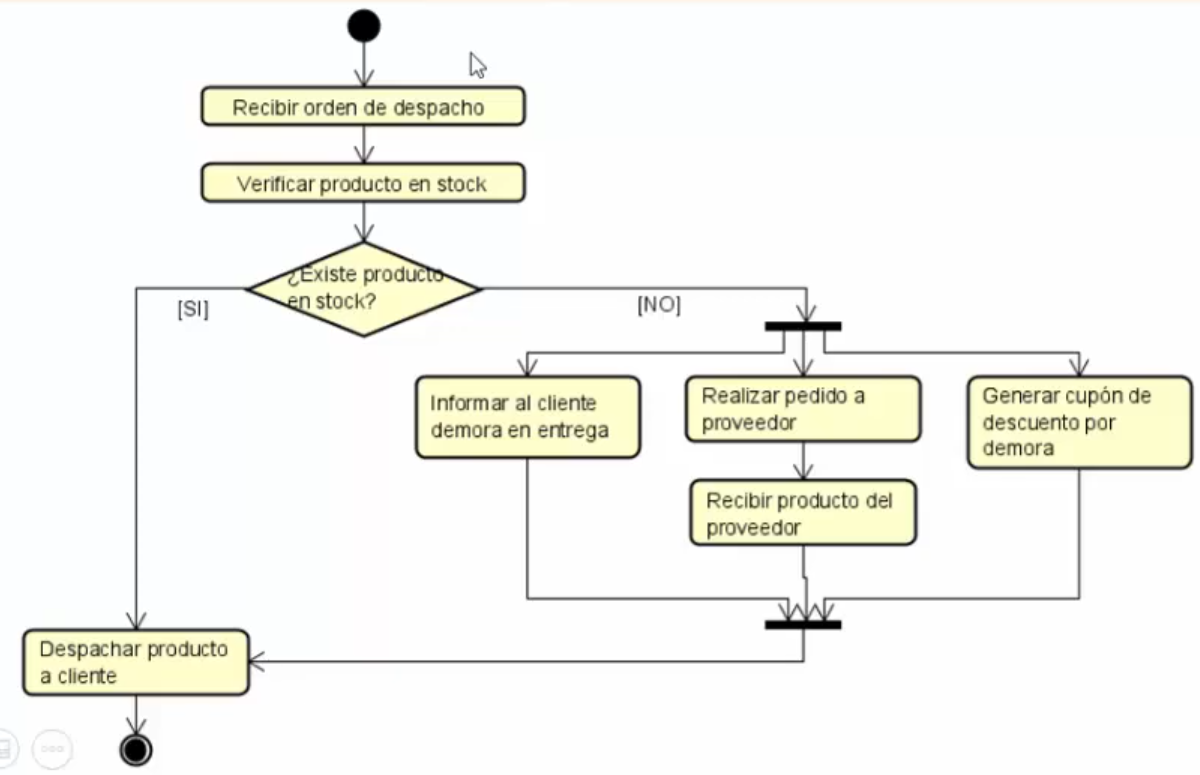 Recibir orden de despacho
Verificar producto en stock
¿Existe producto
en stock?
[SI]
[NO]
Informar al cliente
demora en entrega
Realizar pedido a
proveedor
Generar cupón de
descuento por
demora
Recibir producto del
proveedor
Despachar producto
a cliente